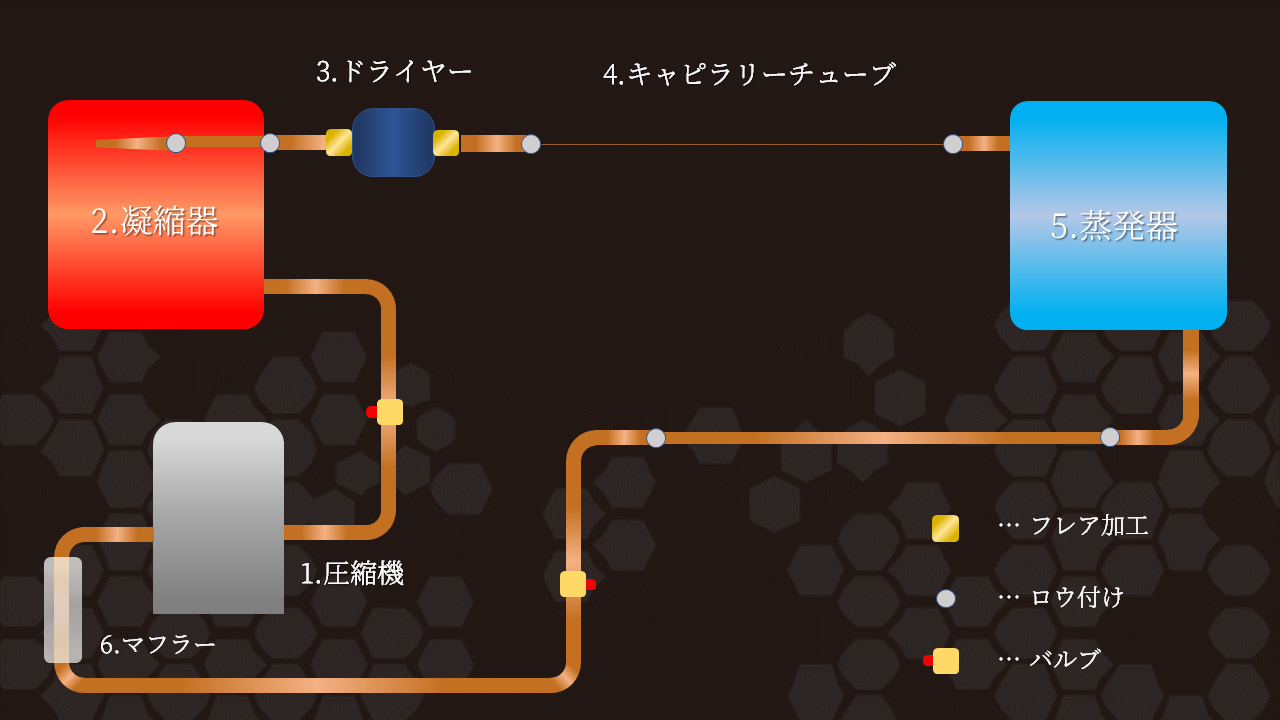 3.ドライヤー
4.キャピラリーチューブ
2.凝縮器
5.蒸発器
1.圧縮機
6.マフラー
… フレア加工
… ロウ付け
… バルブ